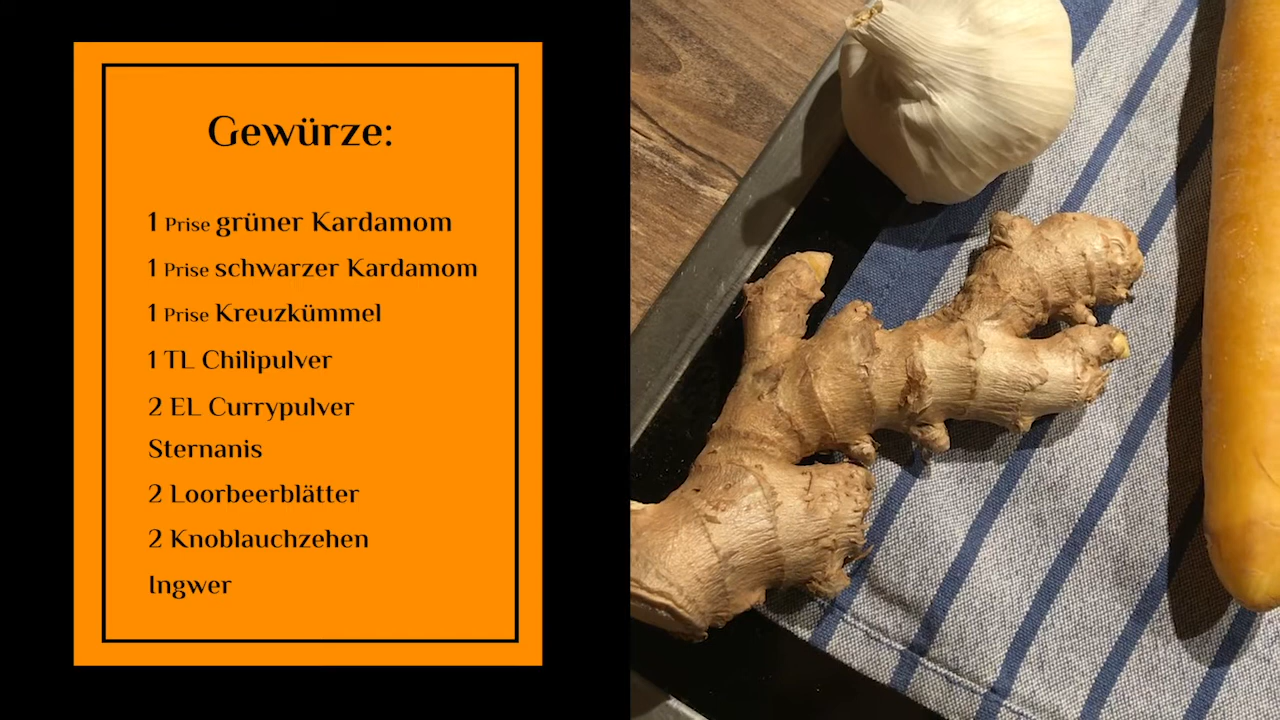 Gewürze:
1 Prise grüner Kardamom
1 Prise schwarzer Kardamom
1 Prise Kreuzkümmel
1 TL Chilipulver
2 EL Currypulver
Sternanis
2 Loorbeerblätter
2 Knoblauchzehen
Ingwer